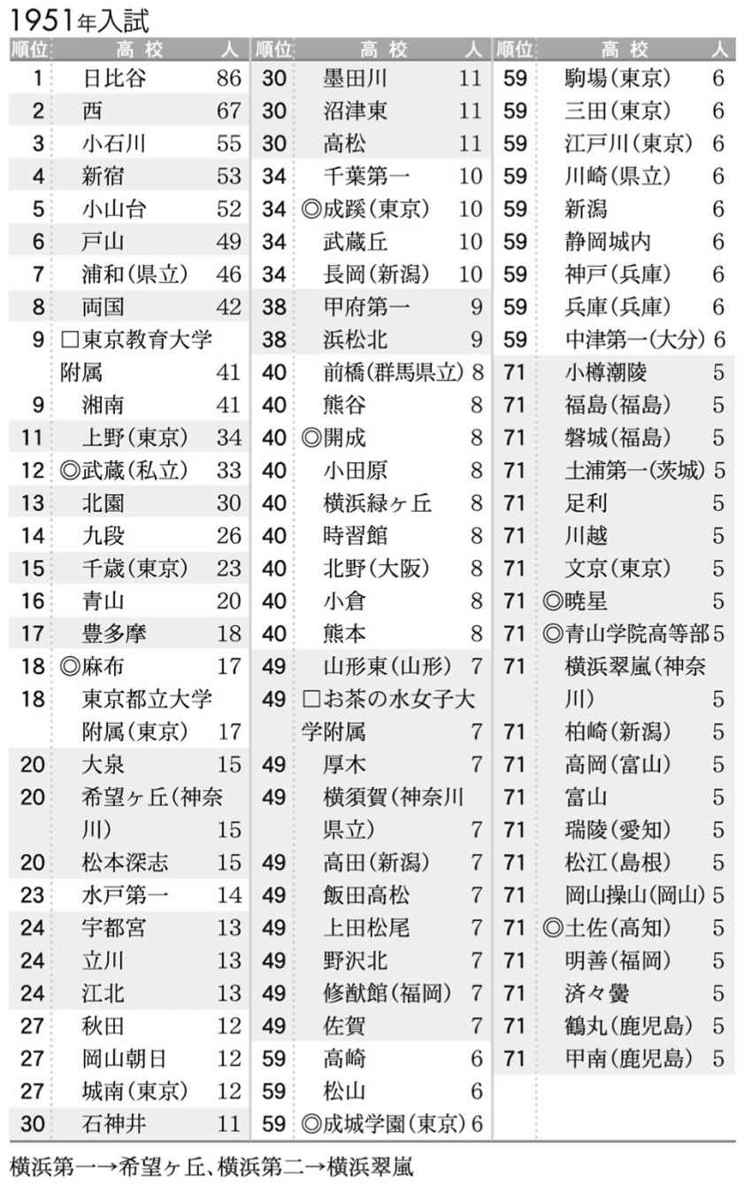 1951年入試
順位 高校 人
1 日比谷 86
2 西 67
3 小石川 55
4 新宿 53
5 小山台 52
6 戸山 49
7 浦和(県立) 46
8 両国 42
9 □東京教育大学
附属 41
9 湘南 41
11 上野(東京) 34
12 ◎武蔵(私立) 33
13 北園 30
14 九段 26
15 千歳(東京) 23
16 青山 20
17 豊多摩 18
18 ◎麻布 17
18 東京都立大学
附属(東京) 17
20 大泉 15
20 希望ヶ丘(神奈
川) 15
20 松本深志 15
23 水戸第一 14
24 宇都宮 13
24 立川 13
24 江北 13
27 秋田 12
27 岡山朝日 12
27 城南(東京) 12
30 石神井 11
順位 高校 人
30 墨田川 11
30 沼津東 11
30 高松 11
34 千葉第一 10
34 ◎成蹊(東京) 10
34 武蔵丘 10
34 長岡(新潟) 10
38 甲府第一 9
38 浜松北 9
40 前橋(群馬県立) 8
40 熊谷 8
40 ◎開成 8
40 小田原 8
40 横浜緑ヶ丘 8
40 時習館 8
40 北野(大阪) 8
40 小倉 8
40 熊本 8
49 山形東(山形) 7
49 □お茶の水女子大
学附属 7
49 厚木 7
49 横須賀(神奈川
県立) 7
49 高田(新潟) 7
49 飯田高松 7
49 上田松尾 7
49 野沢北 7
49 修猷館(福岡) 7
49 佐賀 7
59 高崎 6
59 松山 6
59 ◎成城学園(東京) 6
順位 高校 人
59 駒場(東京) 6
59 三田(東京) 6
59 江戸川(東京) 6
59 川崎(県立) 6
59 新潟 6
59 静岡城内 6
59 神戸(兵庫) 6
59 兵庫(兵庫) 6
59 中津第一(大分) 6
71 小樽潮陵 5
71 福島(福島) 5
71 磐城(福島) 5
71 土浦第一(茨城) 5
71 足利 5
71 川越 5
71 文京(東京) 5
71 ◎暁星 5
71 ◎青山学院高等部 5
71 横浜翠嵐(神奈
川) 5
71 柏崎(新潟) 5
71 高岡(富山) 5
71 富山 5
71 瑞陵(愛知) 5
71 松江(島根) 5
71 岡山操山(岡山) 5
71 ◎土佐(高知) 5
71 明善(福岡) 5
71 済々黌 5
71 鶴丸(鹿児島) 5
71 甲南(鹿児島) 5
横浜第一→希望ヶ丘、横浜第二→横浜翠嵐